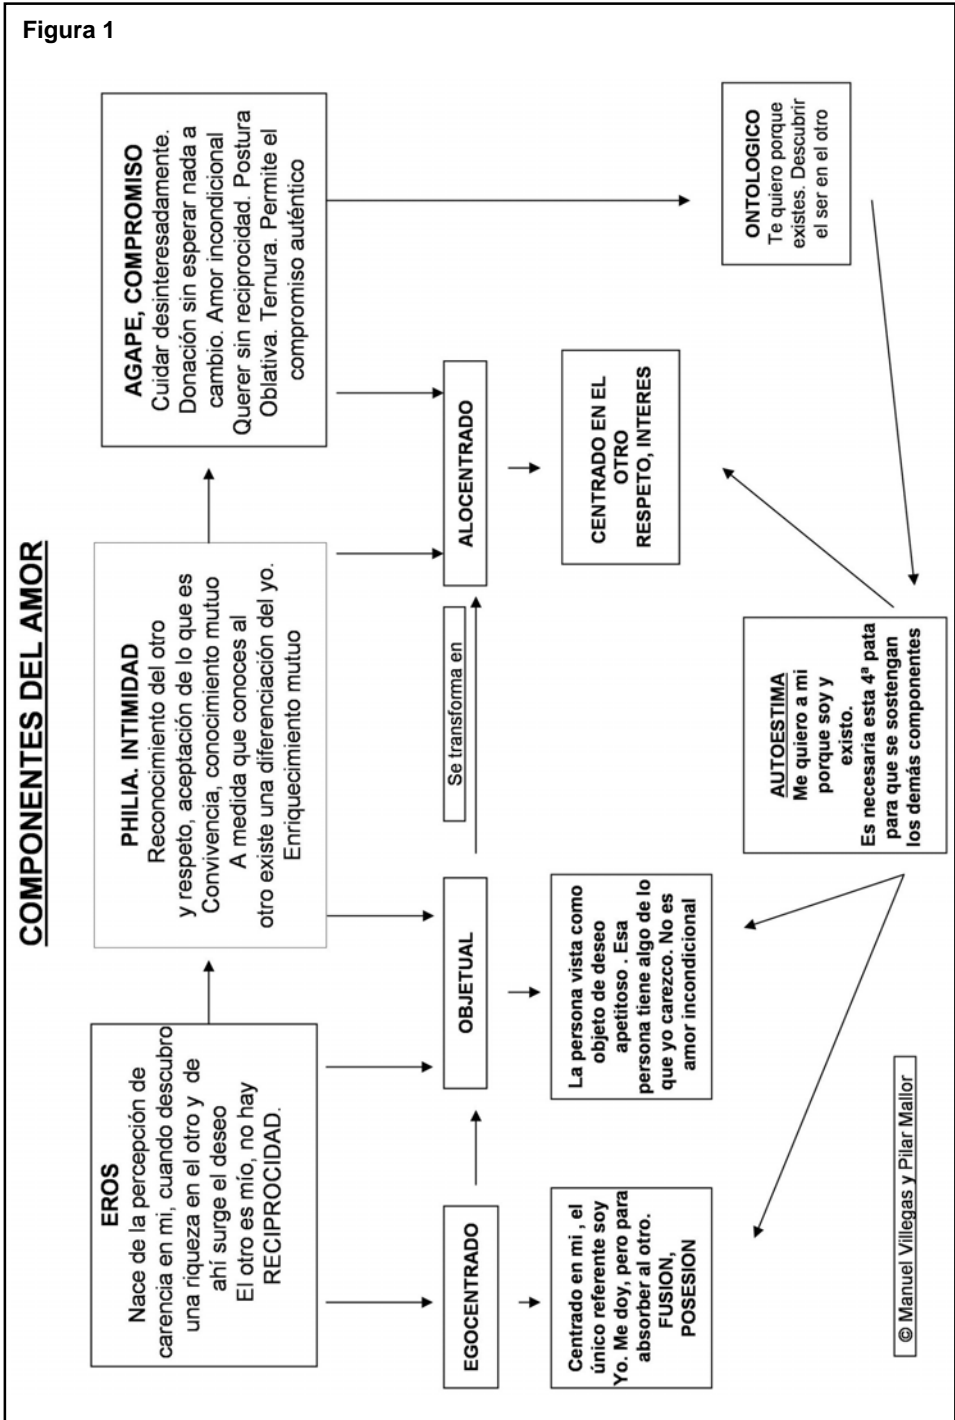 Figura 1
COMPONENTES DEL AMOR
EROS
Nace de la percepción de
carencia en mi, cuando descubro
una riqueza en el otro y de
ahí surge el deseo
El otro es mío, no hay
RECIPROCIDAD.
PHILIA. INTIMIDAD
Reconocimiento del otro
y respeto, aceptación de lo que es
Convivencia, conocimiento mutuo
A medida que conoces al
otro existe una diferenciación del yo.
Enriquecimiento mutuo
AGAPE, COMPROMISO
Cuidar desinteresadamente.
Donación sin esperar nada a
cambio. Amor incondicional
Querer sin reciprocidad. Postura
Oblativa. Ternura. Permite el
compromiso auténtico
EGOCENTRADO
OBJETUAL
Se transforma en
ALOCENTRADO
Centrado en mi , el
único referente soy
Yo. Me doy, pero para
absorber al otro.
FUSION,
POSESION
La persona vista como
objeto de deseo
apetitoso . Esa
persona tiene algo de lo
que yo carezco. No es
amor incondicional
CENTRADO EN EL
OTRO
RESPETO, INTERES
ONTOLOGICO
Te quiero porque
existes. Descubrir
el ser en el otro
AUTOESTIMA
Me quiero a mi
porque soy y
existo.
Es necesaria esta 4ª pata
para que se sostengan
los demás componentes
© Manuel Villegas y Pilar Mallor